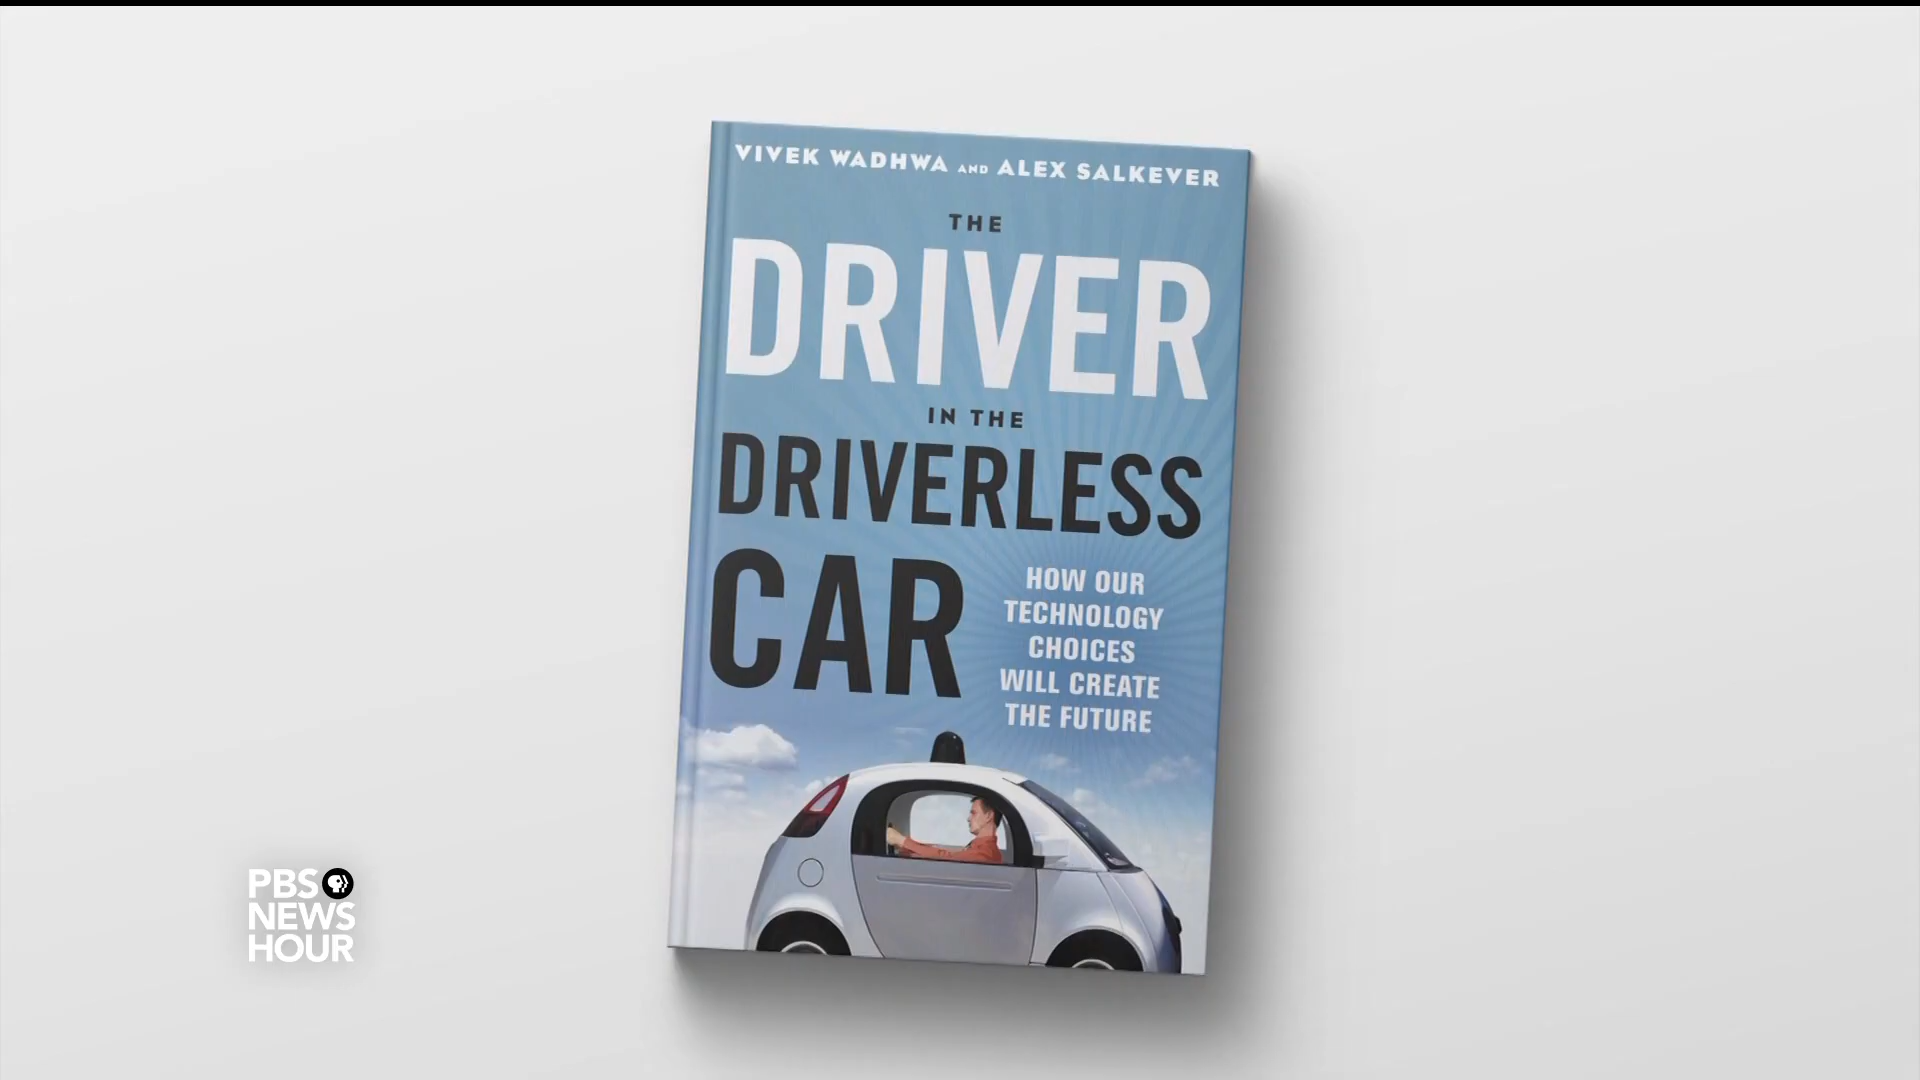 VIVEK WADHWA AND ALEX SALKEVER
THE
DRIVER
IN THE
DRIVERLESS
CAR
HOW OUR
TECHNOLOGY
CHOICES
WILL CREATE
THE FUTURE
PBS
NEWS
HOUR